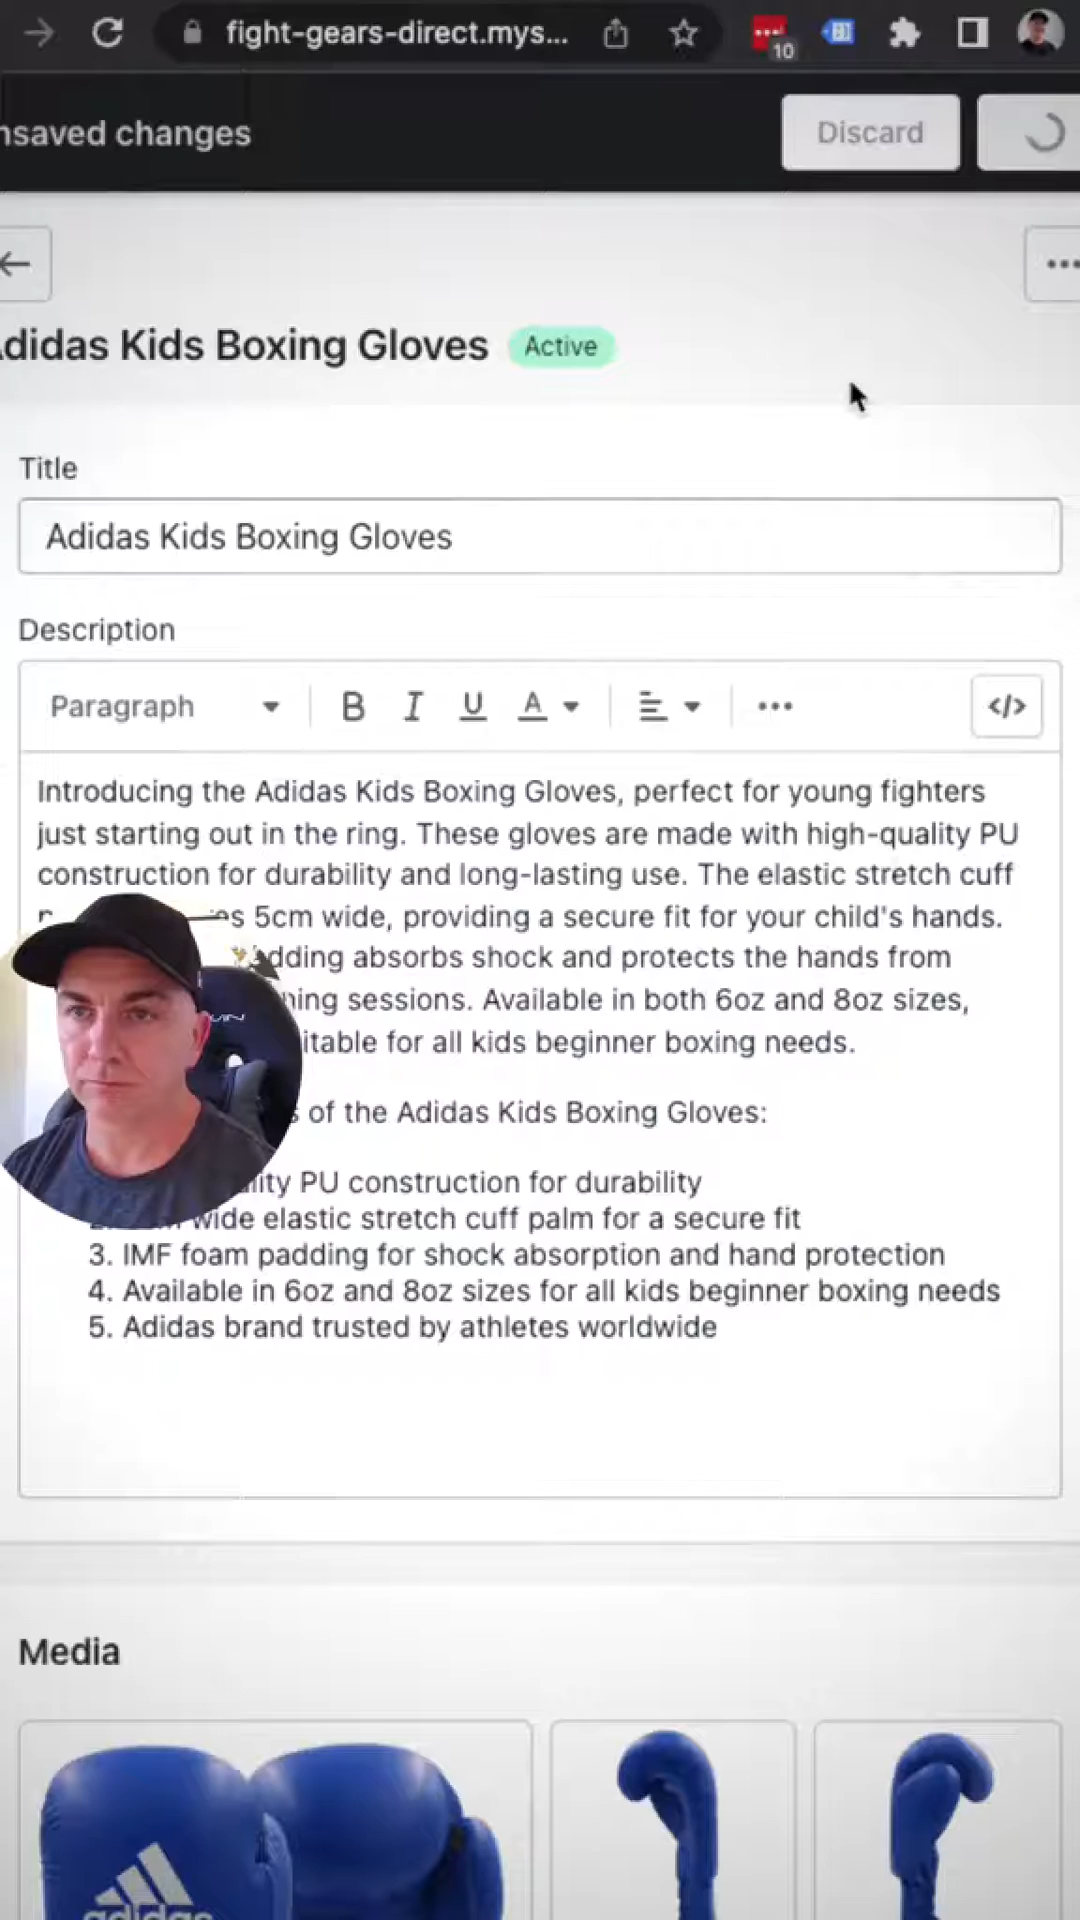 fight-gears-direct.mys...
10
nsaved changes
Discard
Adidas Kids Boxing Gloves
Active
Title
Adidas Kids Boxing Gloves
Description
Paragraph
B I U A
</>
Introducing the Adidas Kids Boxing Gloves, perfect for young fighters
just starting out in the ring. These gloves are made with high-quality PU
construction for durability and long-lasting use. The elastic stretch cuff
5cm wide, providing a secure fit for your child's hands.
dding absorbs shock and protects the hands from
ning sessions. Available in both 6oz and 8oz sizes,
itable for all kids beginner boxing needs.
of the Adidas Kids Boxing Gloves:
lity PU construction for durability
wide elastic stretch cuff palm for a secure fit
3. IMF foam padding for shock absorption and hand protection
4. Available in 6oz and 8oz sizes for all kids beginner boxing needs
5. Adidas brand trusted by athletes worldwide
Media
adidas